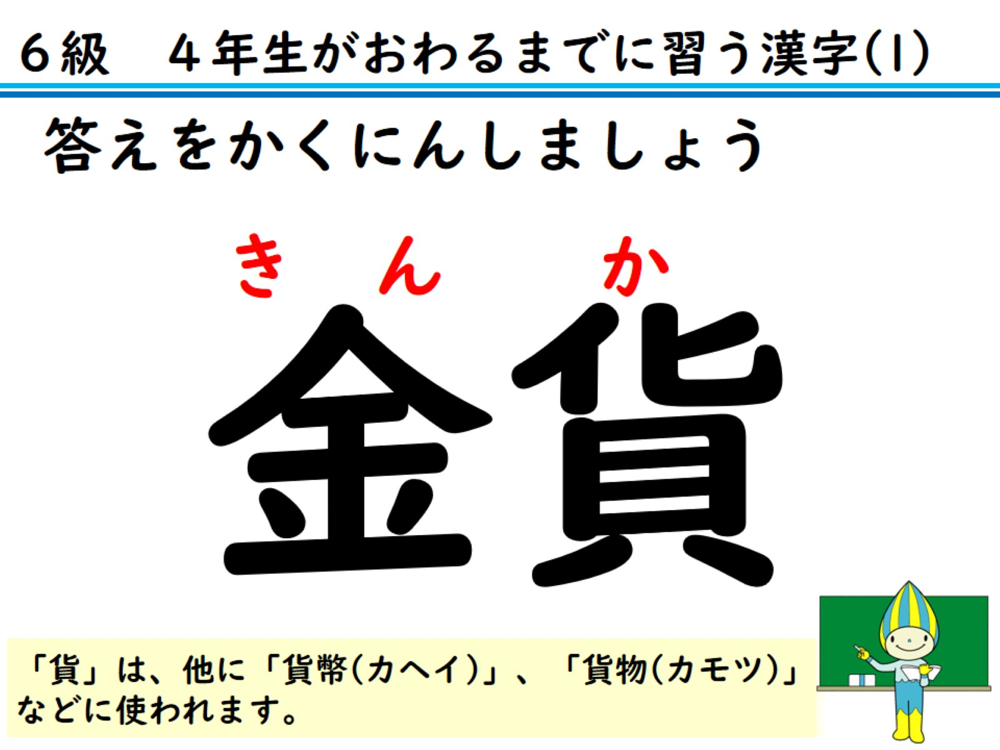 ６級　４年生がおわるまでに習う漢字(1)
答えをかくにんしましょう
きん　か
金貨
「貨」は、他に「貨幣(カヘイ)」、「貨物(カモツ)」
などに使われます。